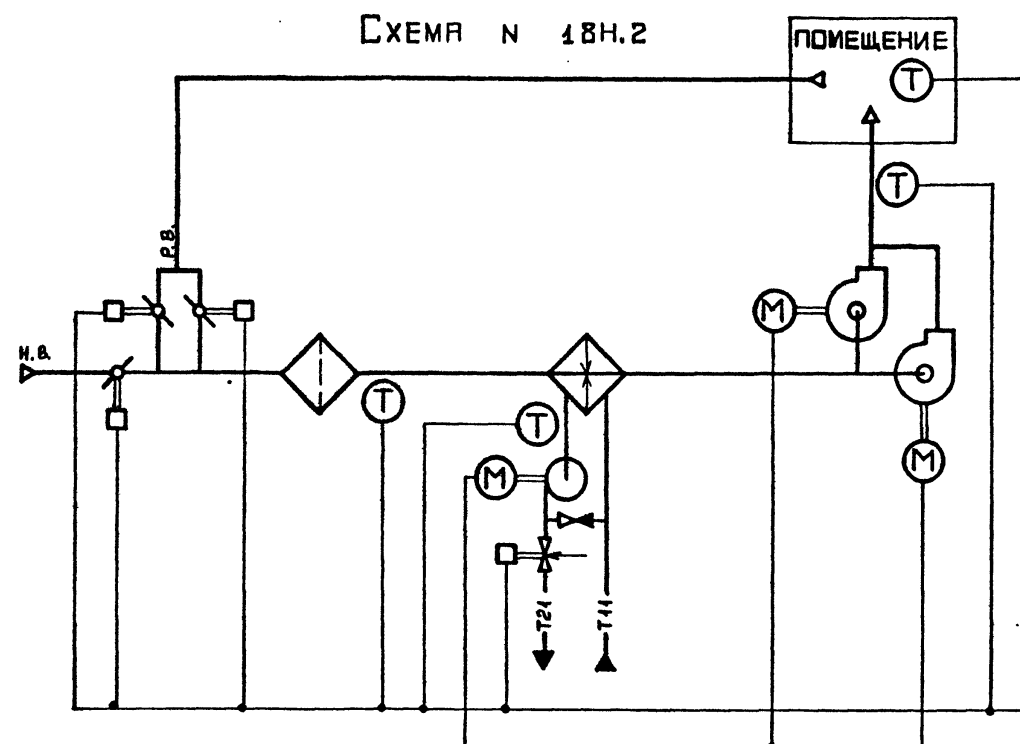 Схема N 18Н.2
ПОМЕЩЕНИЕ
Т
Т
Р.В.
М
Н.В.
Т
Т
М
М
Т21
Т11